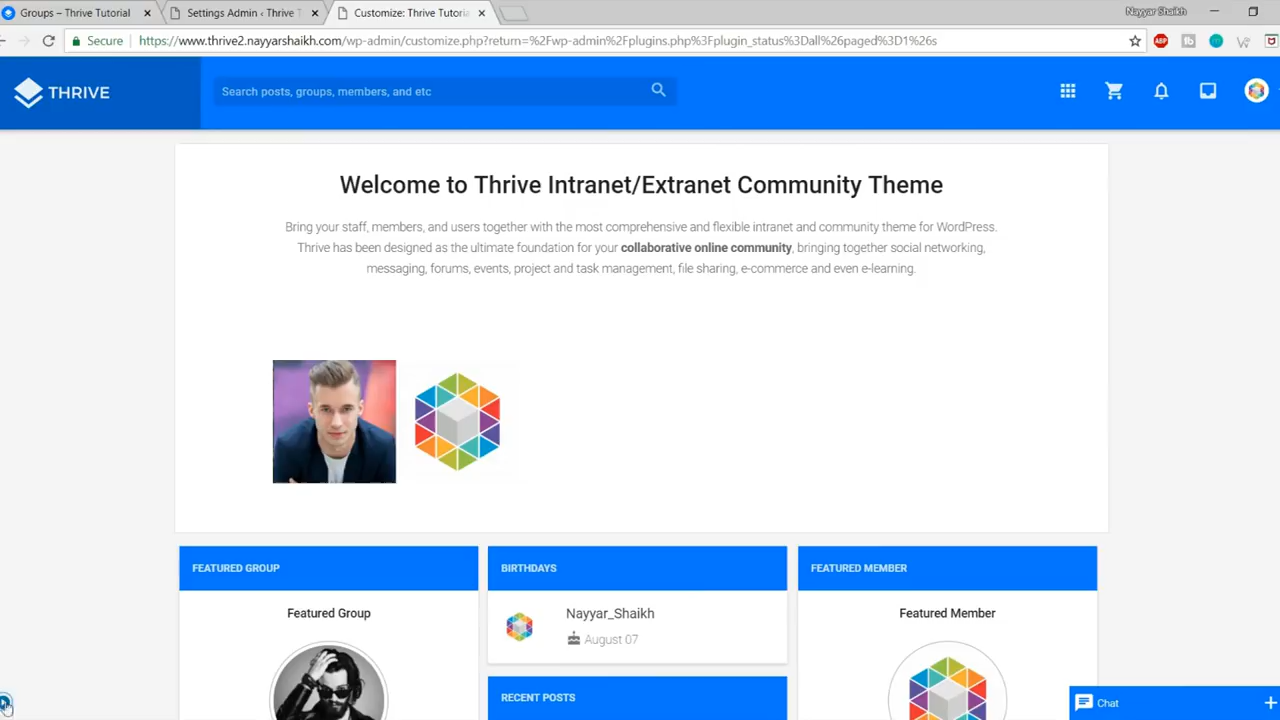 Groups – Thrive Tutorial
Settings Admin ‹ Thrive T
Customize: Thrive Tutoria
Nayyar Shaikh
Secure
https://www.thrive2.nayyarshaikh.com/wp-admin/customize.php?return=%2Fwp-admin%2Fplugins.php%3Fplugin_status%3Dall%26paged%3D1%26s
ABP
THRIVE
Search posts, groups, members, and etc
Welcome to Thrive Intranet/Extranet Community Theme
Bring your staff, members, and users together with the most comprehensive and flexible intranet and community theme for WordPress.
Thrive has been designed as the ultimate foundation for your collaborative online community, bringing together social networking,
messaging, forums, events, project and task management, file sharing, e-commerce and even e-learning.
FEATURED GROUP
BIRTHDAYS
FEATURED MEMBER
Featured Group
Nayyar_Shaikh
August 07
Featured Member
RECENT POSTS
Chat